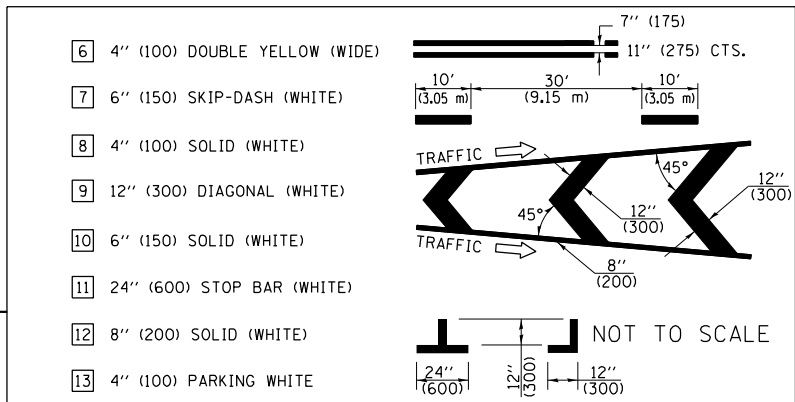 6 4'' (100) DOUBLE YELLOW (WIDE)
7'' (175)
11'' (275) CTS.
7 6'' (150) SKIP-DASH (WHITE)
10' 30' 10'
(3.05 m) (9.15 m) (3.05 m)
8 4'' (100) SOLID (WHITE)
TRAFFIC
9 12'' (300) DIAGONAL (WHITE)
45°
12''
(300)
45°
12''
(300)
10 6'' (150) SOLID (WHITE)
TRAFFIC
8''
(200)
11 24'' (600) STOP BAR (WHITE)
12 8'' (200) SOLID (WHITE)
NOT TO SCALE
13 4'' (100) PARKING WHITE
24''
(600)
12''
(300)
12''
(300)